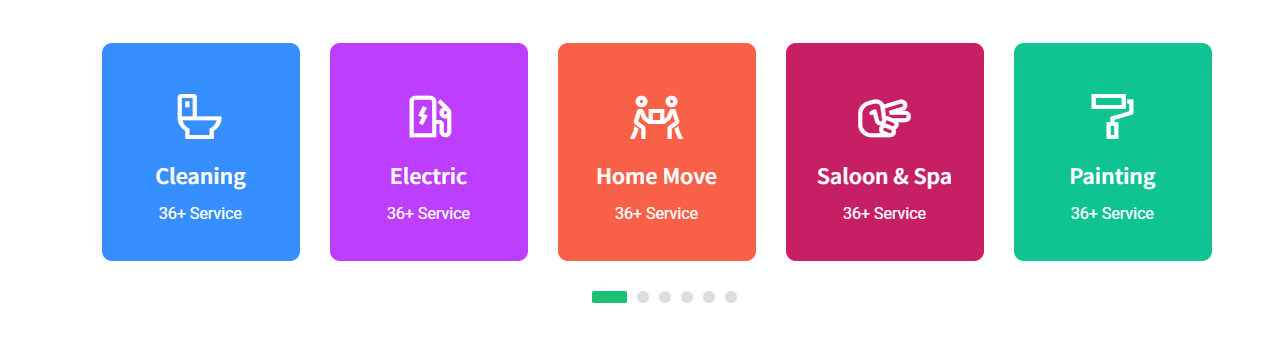 Cleaning
36+ Service
Electric
36+ Service
Home Move
36+ Service
Saloon & Spa
36+ Service
Painting
36+ Service